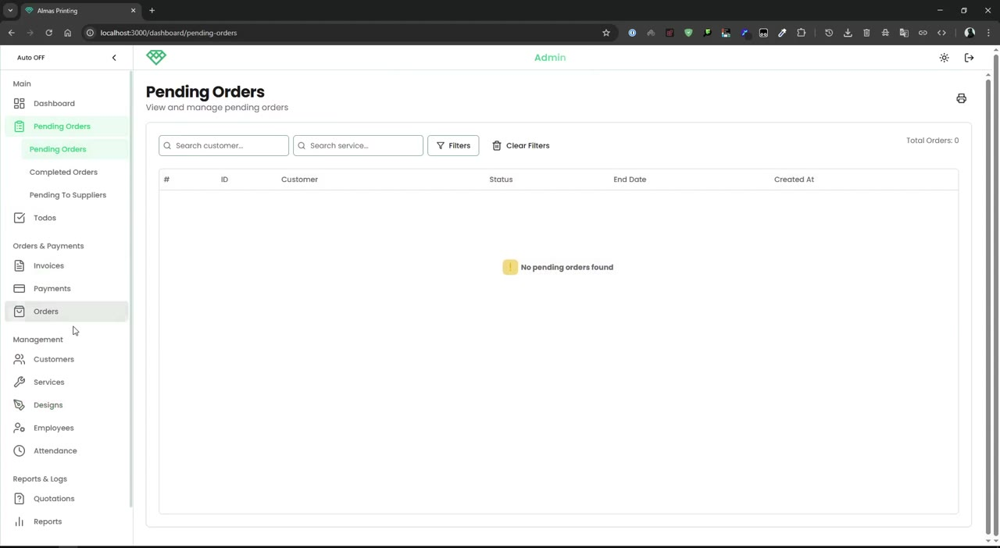 Almas Printing
localhost:3000/dashboard/pending-orders
Auto OFF
Admin
Main
Dashboard
Pending Orders
Pending Orders
Completed Orders
Pending To Suppliers
Todos
Orders & Payments
Invoices
Payments
Orders
Management
Customers
Services
Designs
Employees
Attendance
Reports & Logs
Quotations
Reports
Pending Orders
View and manage pending orders
Search customer...
Search service...
Filters
Clear Filters
Total Orders: 0
# ID Customer Status End Date Created At
! No pending orders found